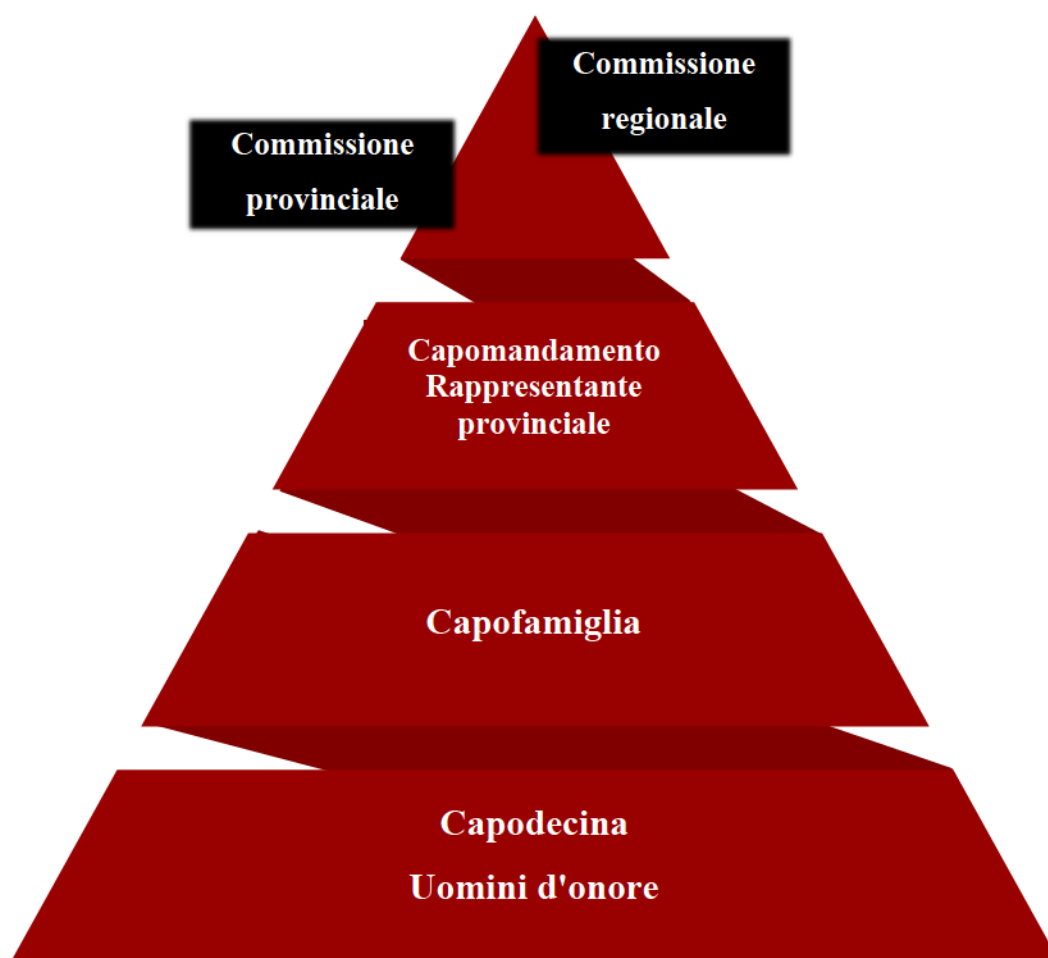 Commissione
regionale
Commissione
provinciale
Capomandamento
Rappresentante
provinciale
Capofamiglia
Capodecina
Uomini d'onore